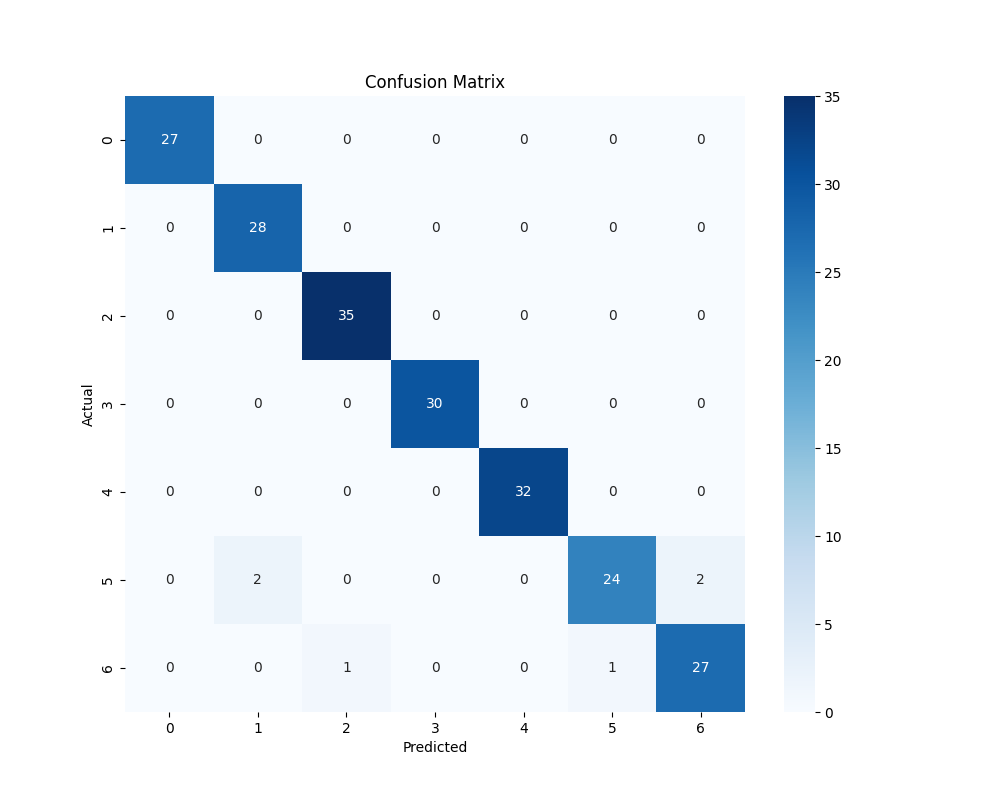 Confusion Matrix
0 27 0 0 0 0 0 0
1 0 28 0 0 0 0 0
2 0 0 35 0 0 0 0
3 0 0 0 30 0 0 0
4 0 0 0 0 32 0 0
5 0 2 0 0 0 24 2
6 0 0 1 0 0 1 27
0 1 2 3 4 5 6
Actual
Predicted
35
30
25
20
15
10
5
0